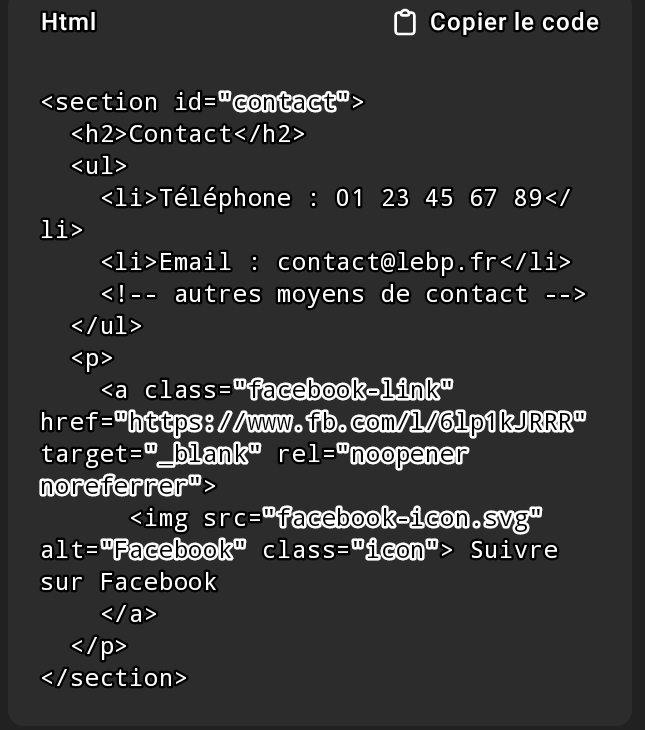 Html
Copier le code
<section id="contact">
<h2>Contact</h2>
<ul>
<li>Téléphone : 01 23 45 67 89</
li>
<li>Email : contact@lebp.fr</li>
<!-- autres moyens de contact -->
</ul>
<p>
<a class="facebook-link"
href="https://www.fb.com/l/6lp1kJRRR"
target="_blank" rel="noopener
noreferrer">
<img src="facebook-icon.svg"
alt="Facebook" class="icon"> Suivre
sur Facebook
</a>
</p>
</section>